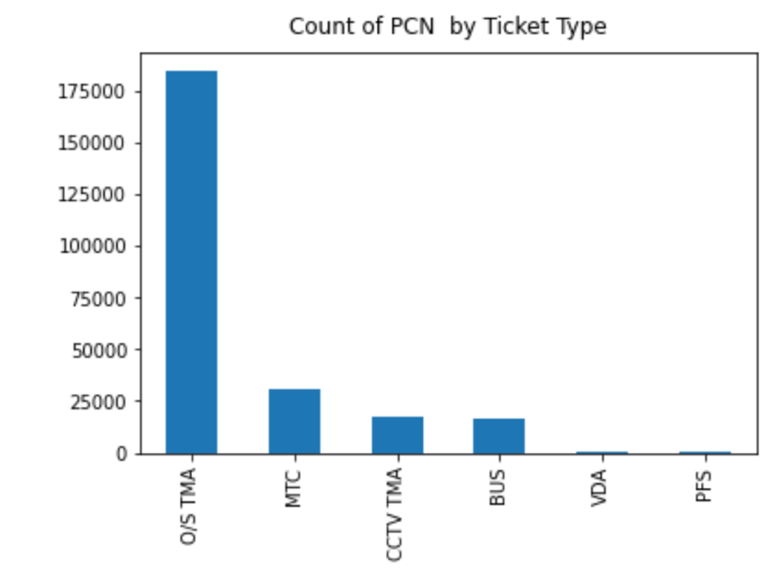 Count of PCN  by Ticket Type
175000
150000
125000
100000
75000
50000
25000
0
O/S TMA
MTC
CCTV TMA
BUS
VDA
PFS